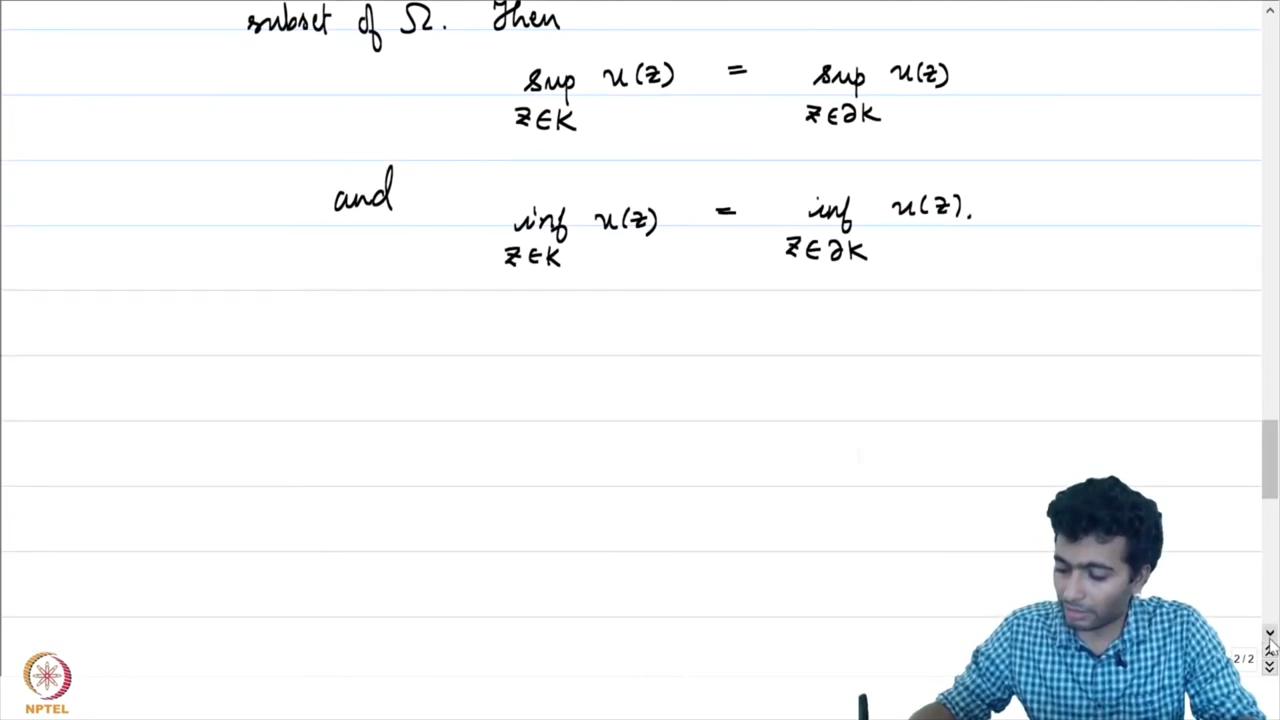 subset of Ω. Then
sup u(z) = sup u(z)
z∈K z∈∂K
and
inf u(z) = inf u(z).
z∈K z∈∂K
2 / 2
NPTEL